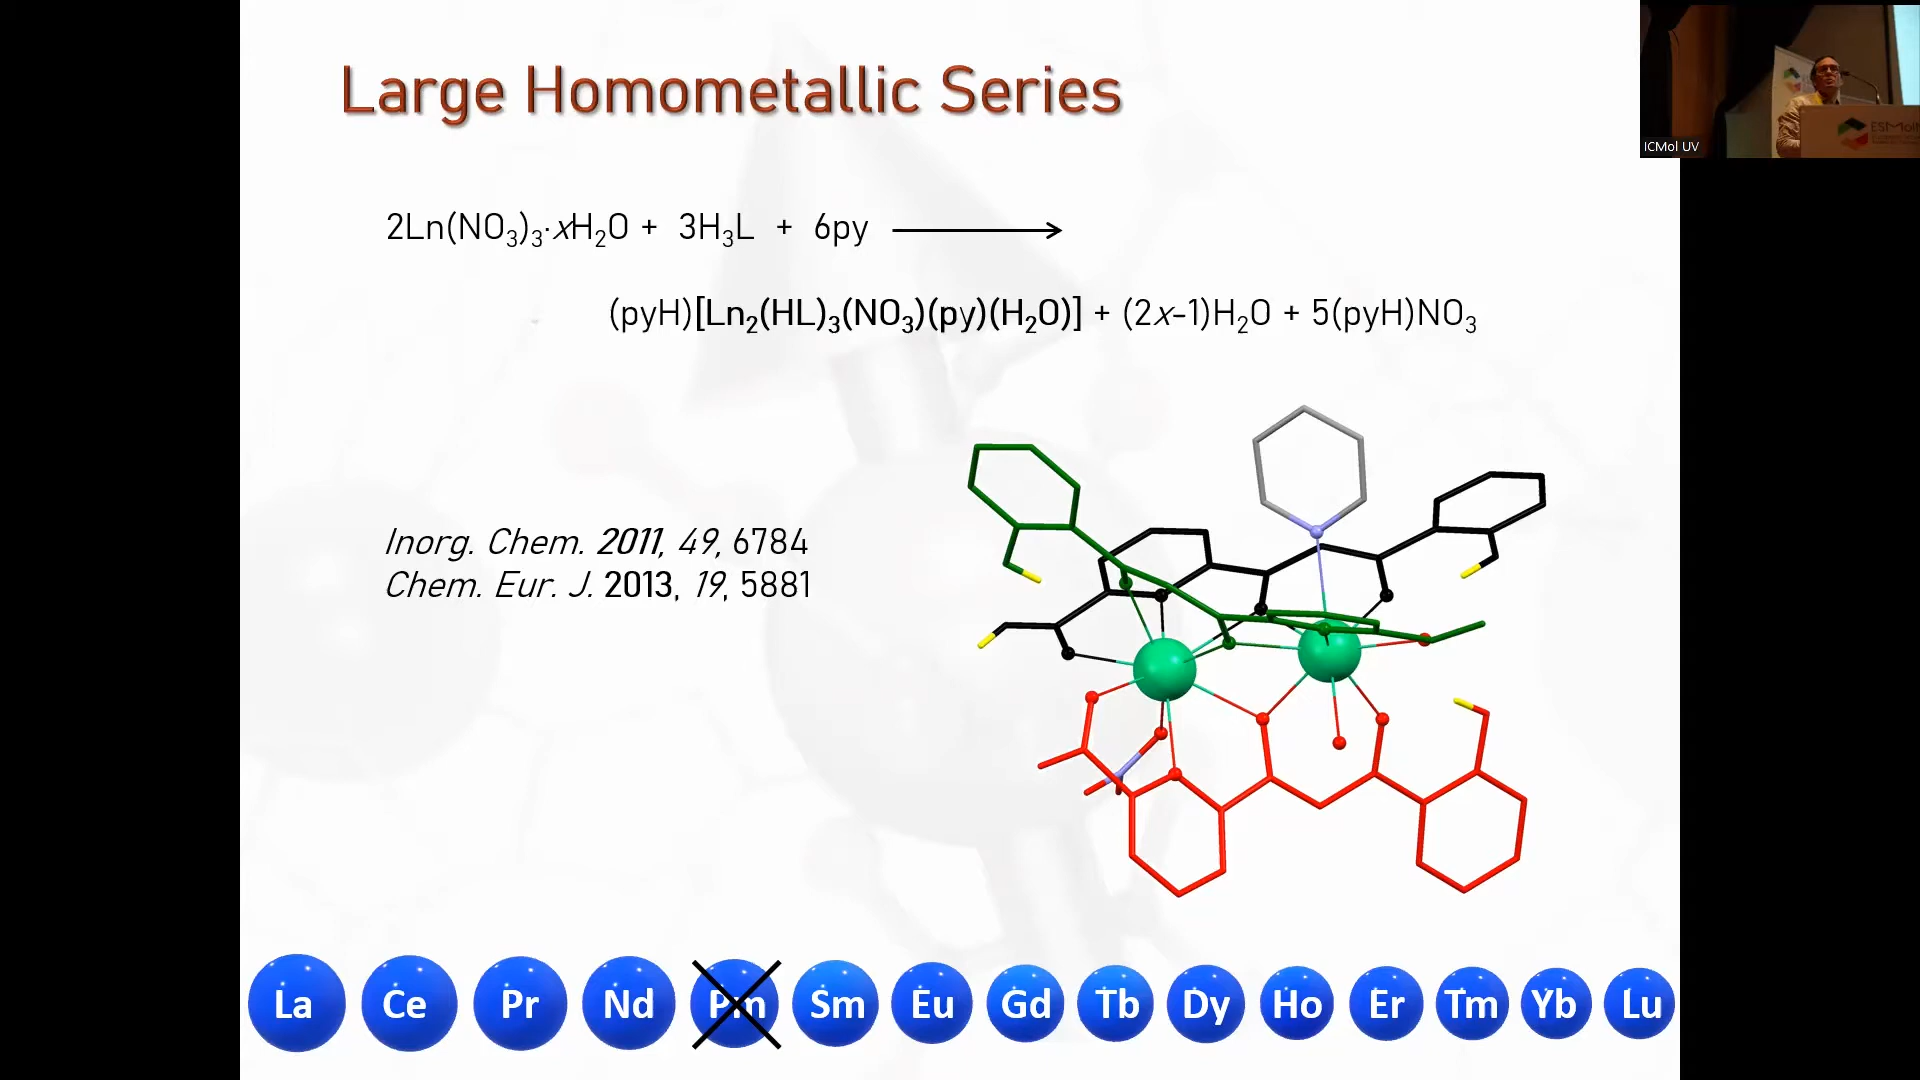 Large Homometallic Series
2Ln(NO₃)₃·xH₂O + 3H₃L + 6py ⟶
(pyH)[Ln₂(HL)₃(NO₃)(py)(H₂O)] + (2x-1)H₂O + 5(pyH)NO₃
Inorg. Chem. 2011, 49, 6784
Chem. Eur. J. 2013, 19, 5881
La Ce Pr Nd Pm Sm Eu Gd Tb Dy Ho Er Tm Yb Lu
ICMol UV